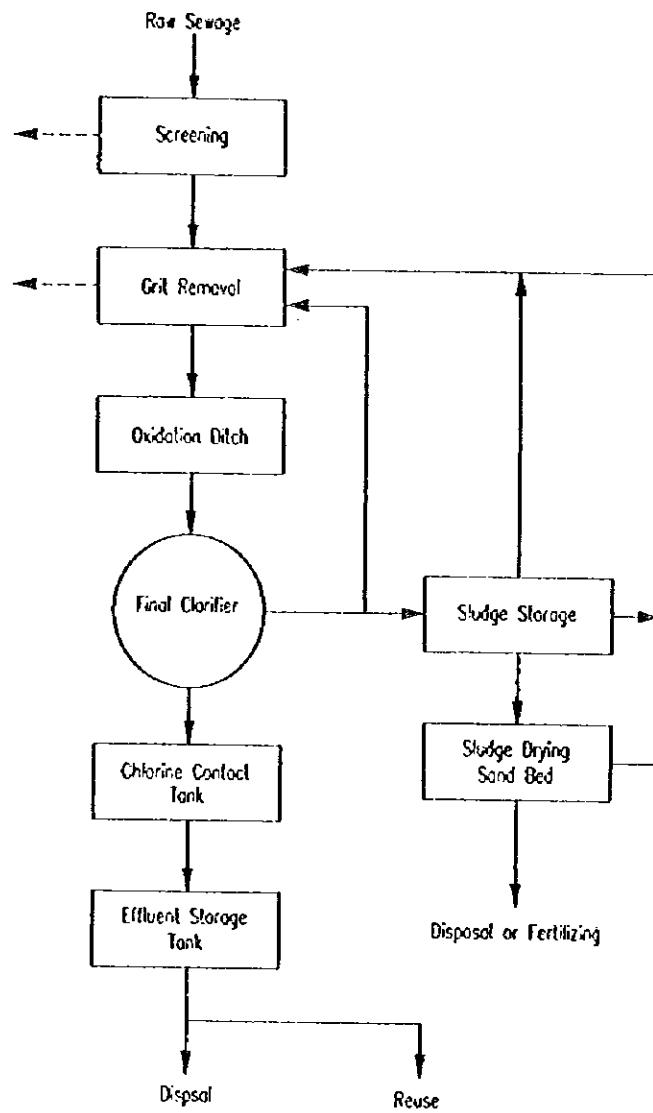 Raw Sewage
Screening
Grit Removal
Oxidation Ditch
Final Clarifier
Sludge Storage
Chlorine Contact
Tank
Sludge Drying
Sand Bed
Effluent Storage
Tank
Disposal or Fertilizing
Dispsal
Reuse